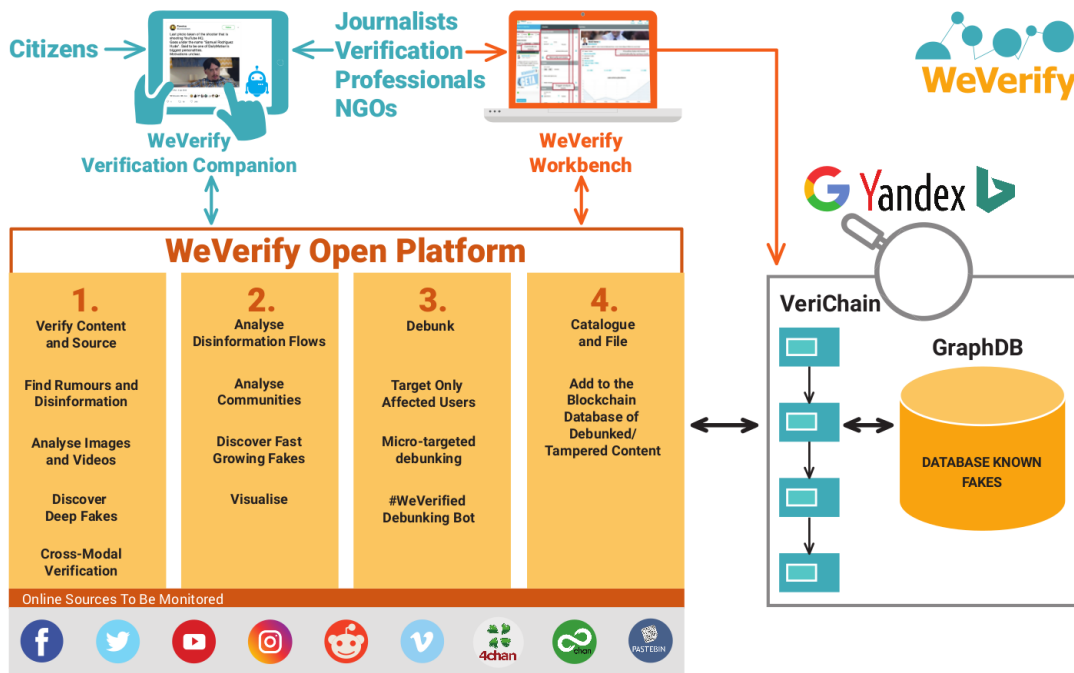 Citizens
Journalists
Verification
Professionals
NGOs
WeVerify
WeVerify
Verification Companion
WeVerify
Workbench
Google Yandex
WeVerify Open Platform
1.
Verify Content
and Source
Find Rumours and
Disinformation
Analyse Images
and Videos
Discover
Deep Fakes
Cross-Modal
Verification
2.
Analyse
Disinformation Flows
Analyse
Communities
Discover Fast
Growing Fakes
Visualise
3.
Debunk
Target Only
Affected Users
Micro-targeted
debunking
#WeVerified
Debunking Bot
4.
Catalogue
and File
Add to the
Blockchain
Database of
Debunked/
Tampered Content
VeriChain
GraphDB
DATABASE KNOWN
FAKES
Online Sources To Be Monitored
4chan
chan
PASTEBIN